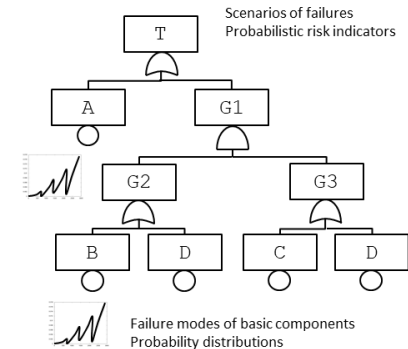 Scenarios of failures
Probabilistic risk indicators
T
A
G1
G2
G3
B
D
C
D
Failure modes of basic components
Probability distributions